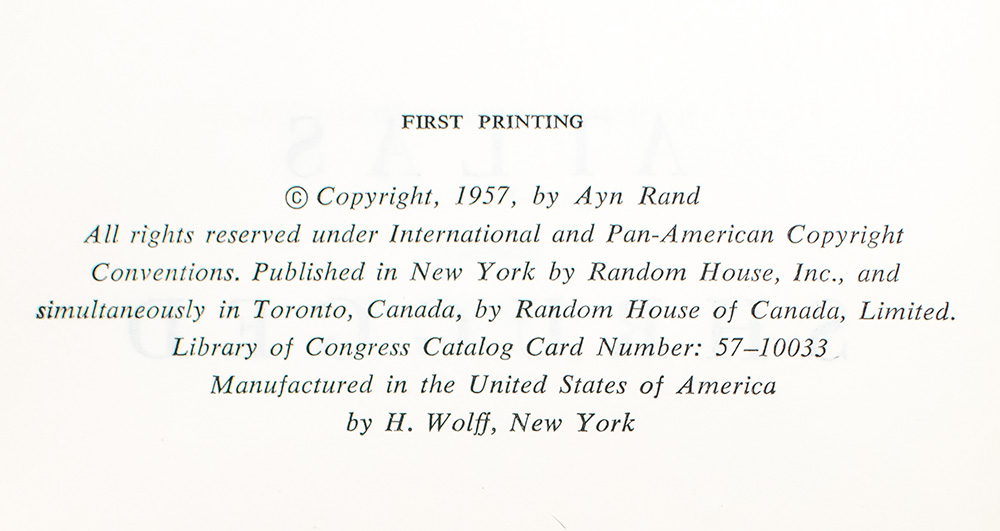 FIRST PRINTING
© Copyright, 1957, by Ayn Rand
All rights reserved under International and Pan-American Copyright
Conventions. Published in New York by Random House, Inc., and
simultaneously in Toronto, Canada, by Random House of Canada, Limited.
Library of Congress Catalog Card Number: 57–10033
Manufactured in the United States of America
by H. Wolff, New York